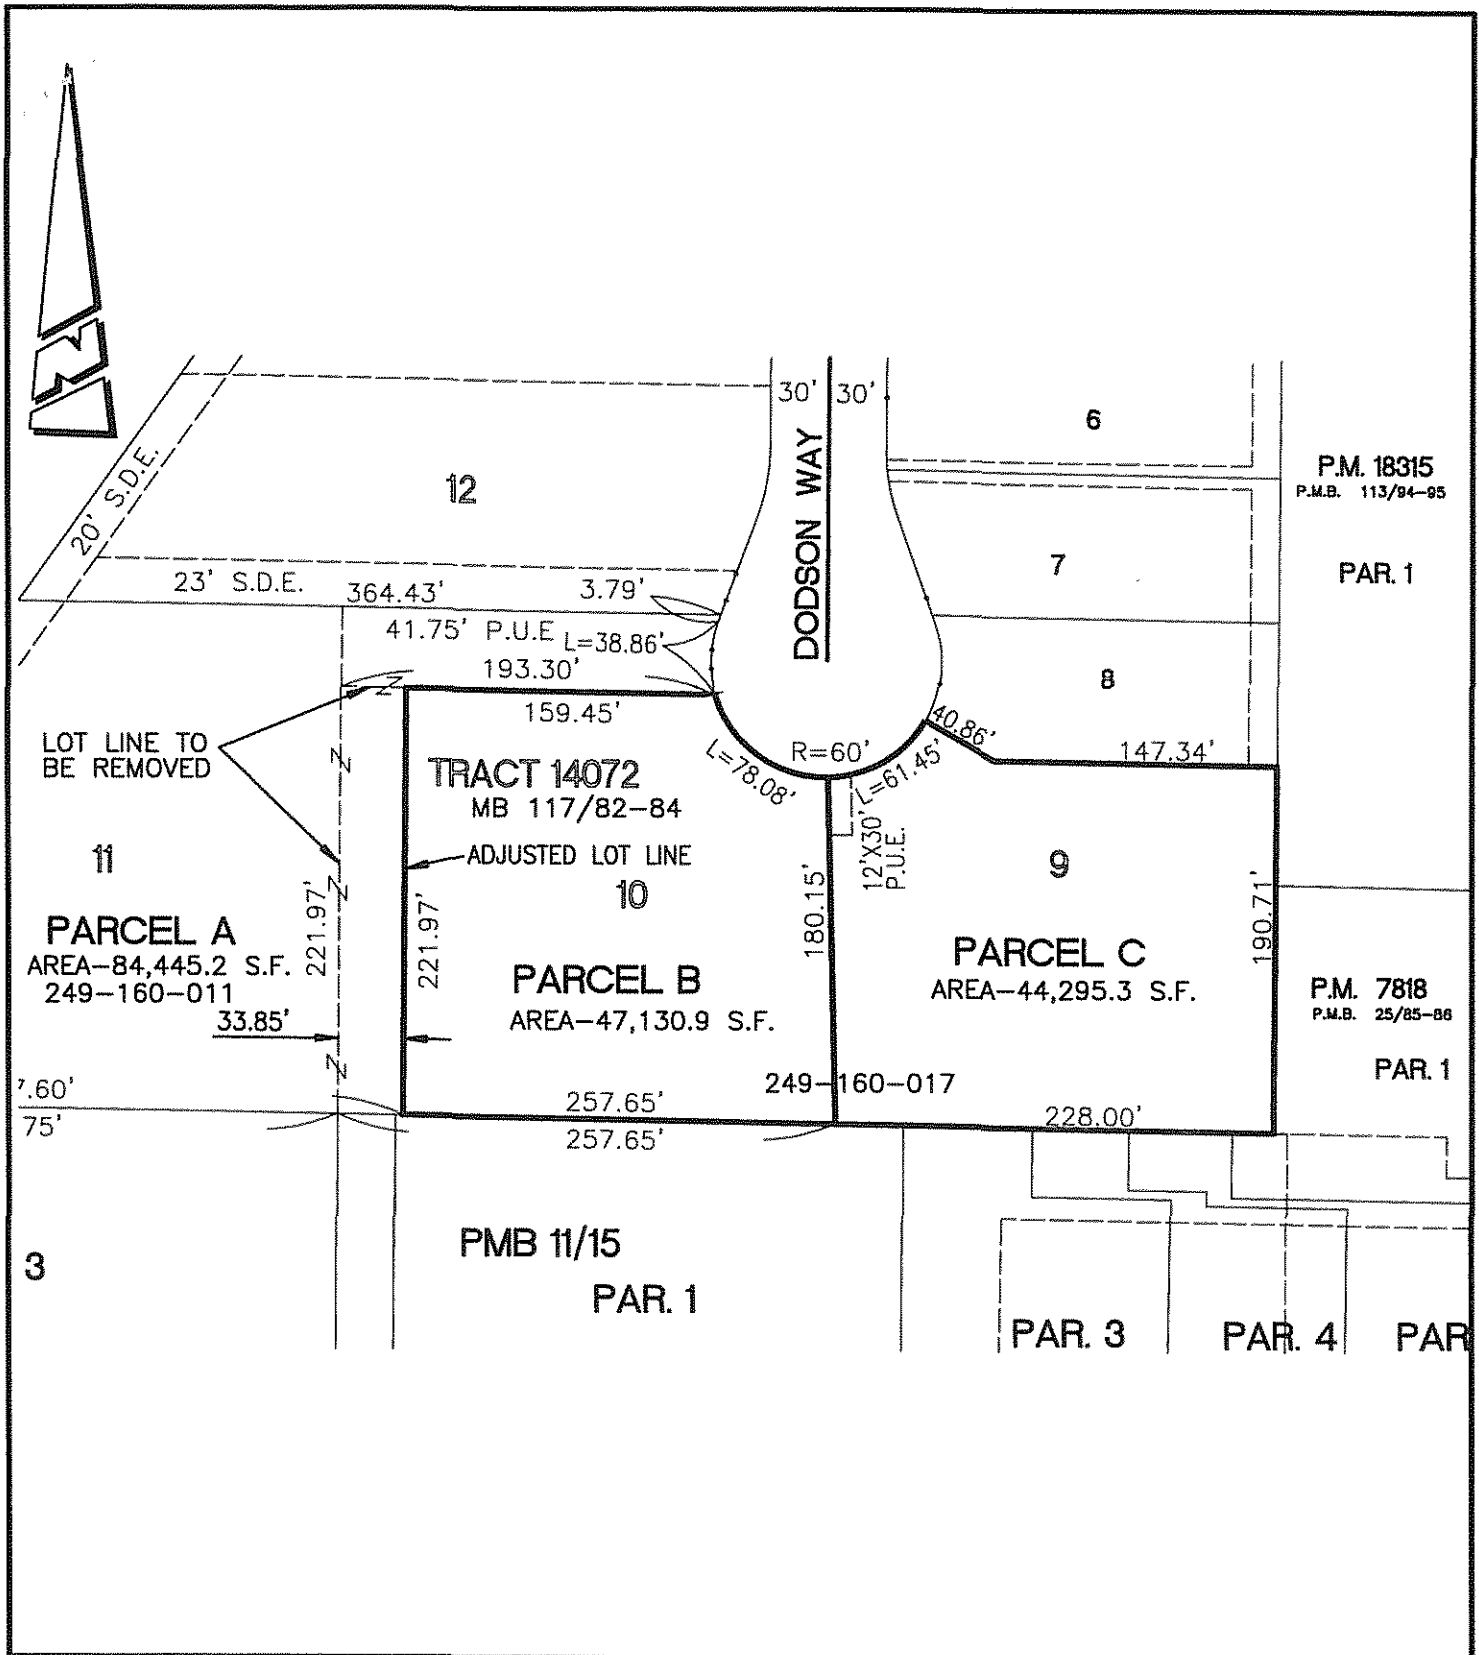 N
30' 30'
6
P.M. 18315
P.M.B. 113/94-95
12
20' S.D.E.
DODSON WAY
7
PAR. 1
23' S.D.E.
364.43'
3.79'
41.75' P.U.E
L=38.86'
193.30'
8
159.45'
40.86'
LOT LINE TO
BE REMOVED
R=60'
147.34'
TRACT 14072
MB 117/82-84
L=78.08'
L=61.45'
12'X30'
P.U.E.
11
ADJUSTED LOT LINE
10
9
221.97'
221.97'
180.15'
190.71'
PARCEL A
AREA-84,445.2 S.F.
249-160-011
PARCEL B
AREA-47,130.9 S.F.
PARCEL C
AREA-44,295.3 S.F.
P.M. 7818
P.M.B. 25/85-86
33.85'
PAR. 1
249-160-017
7.60'
75'
257.65'
257.65'
228.00'
PMB 11/15
3
PAR. 1
PAR. 3
PAR. 4
PAR